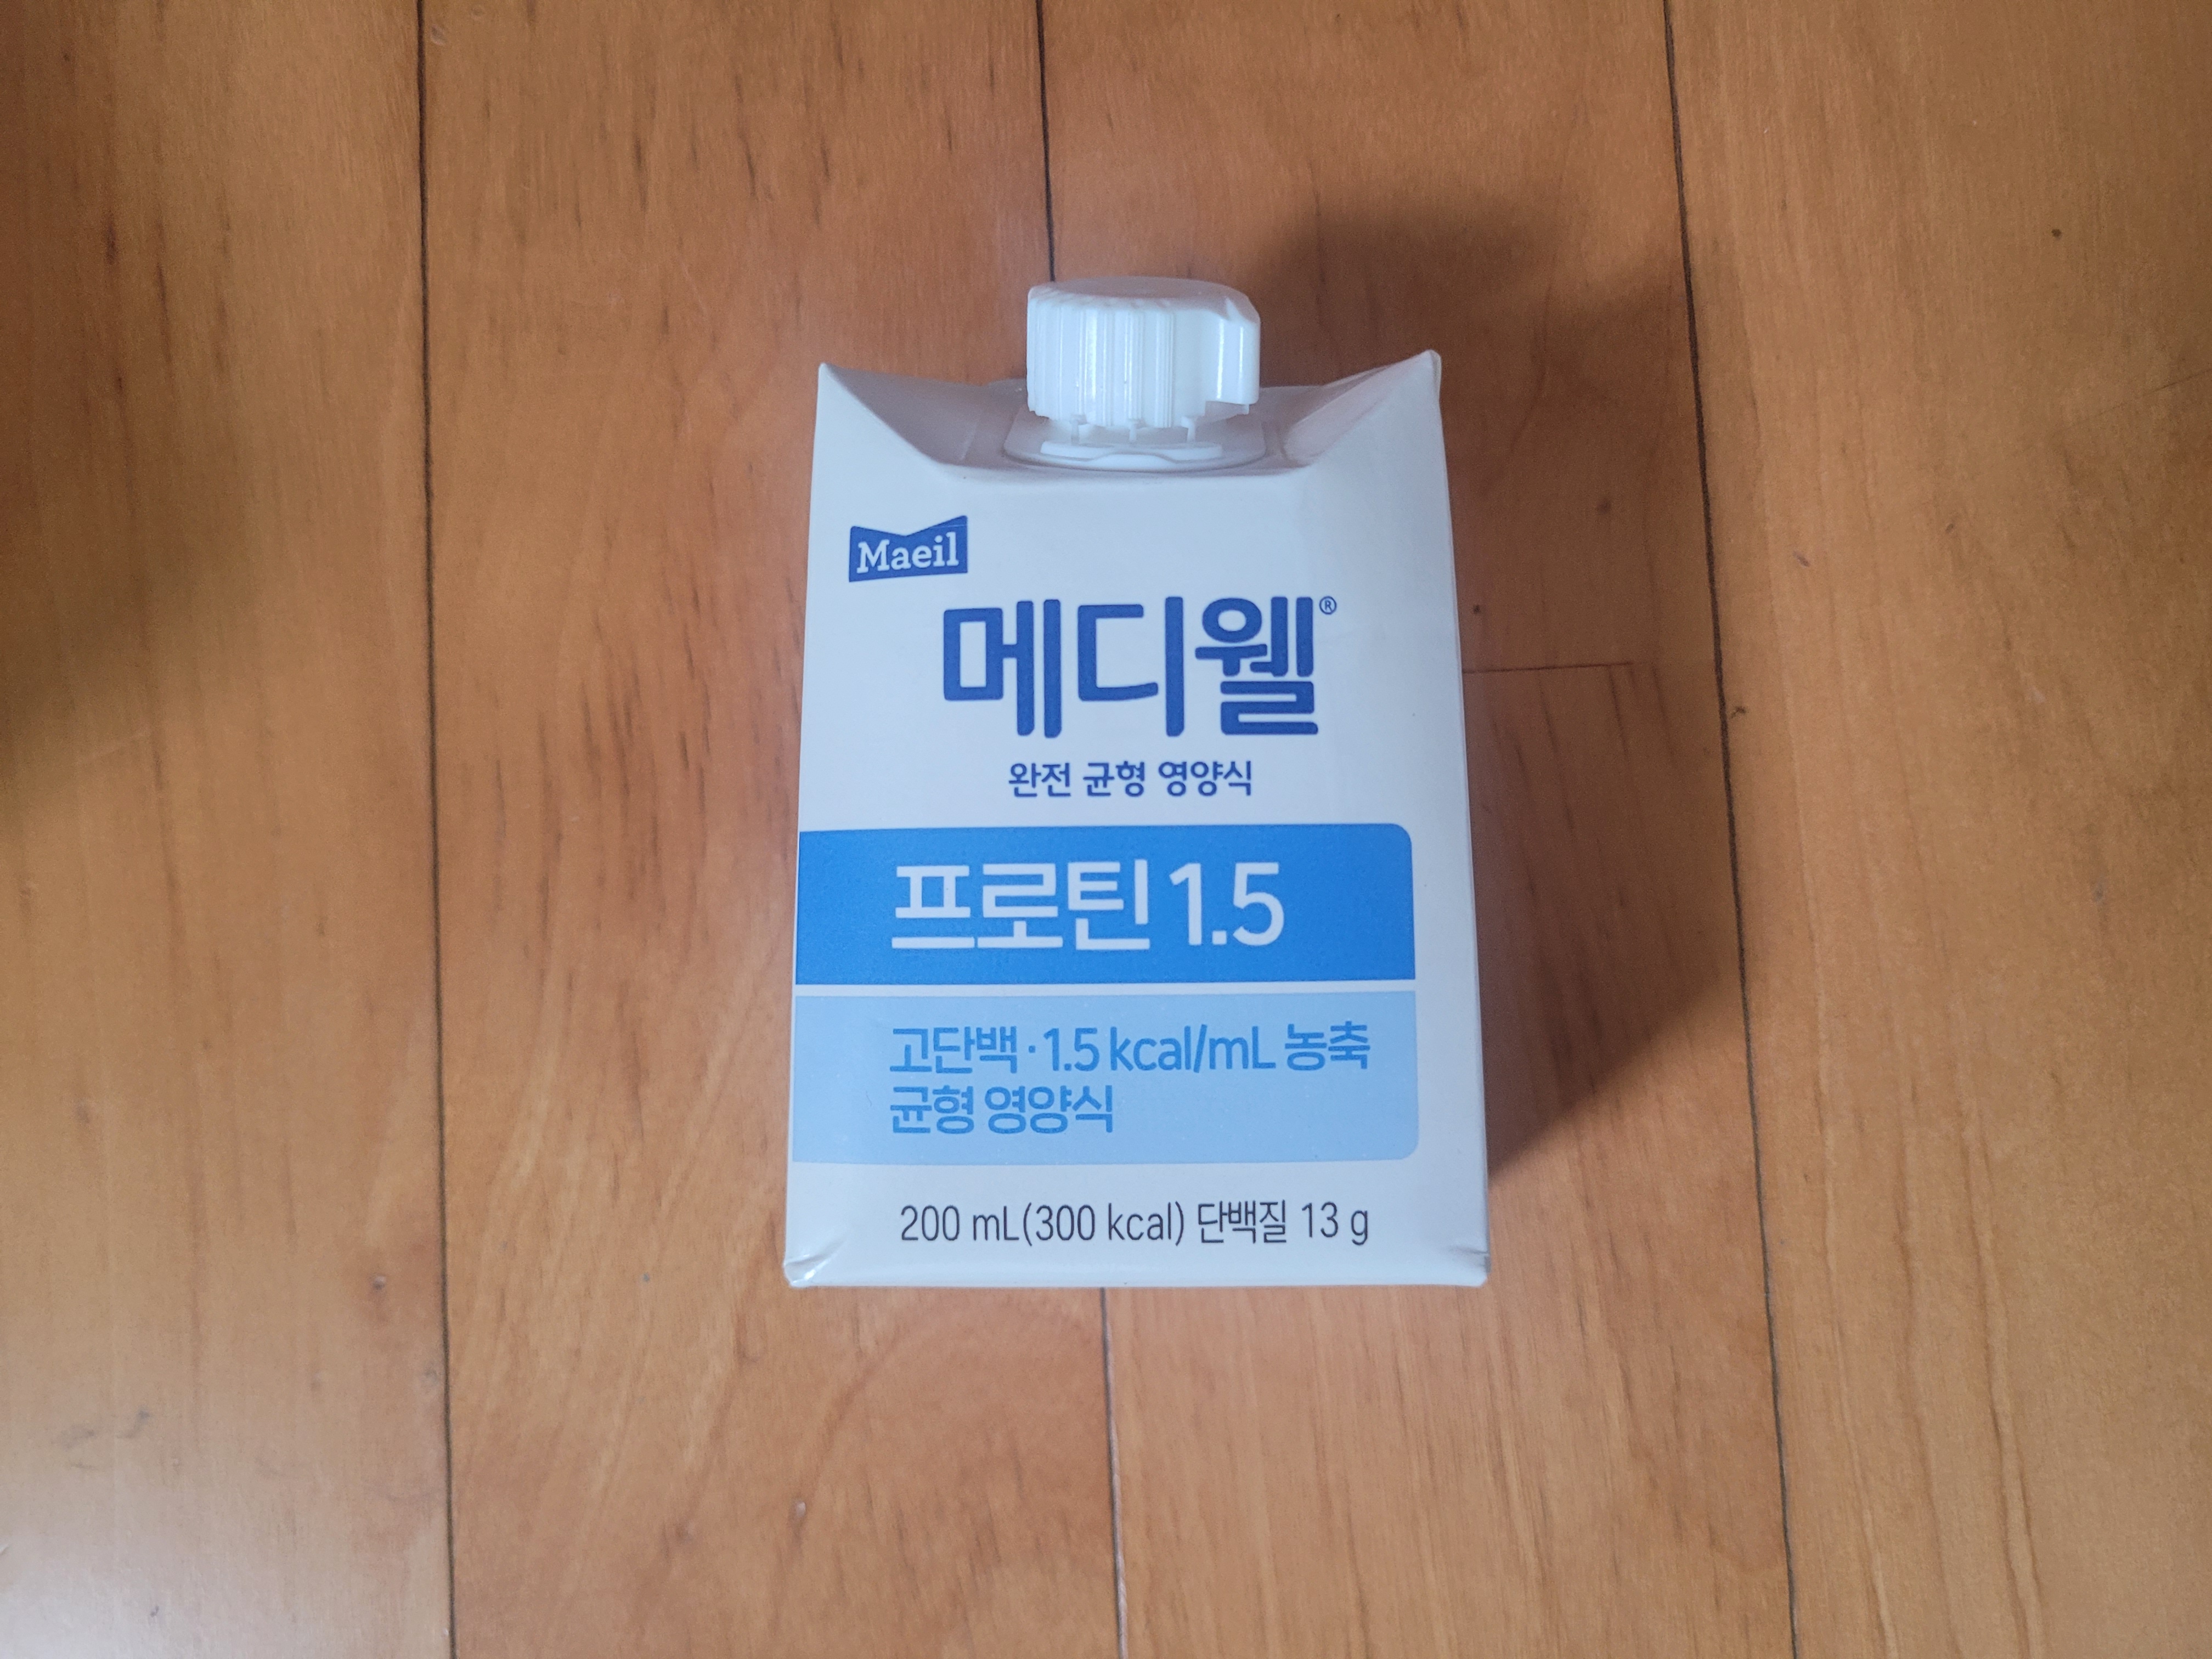 Maeil
메디웰®
완전 균형 영양식
프로틴 1.5
고단백·1.5 kcal/mL 농축
균형 영양식
200 mL(300 kcal) 단백질 13 g